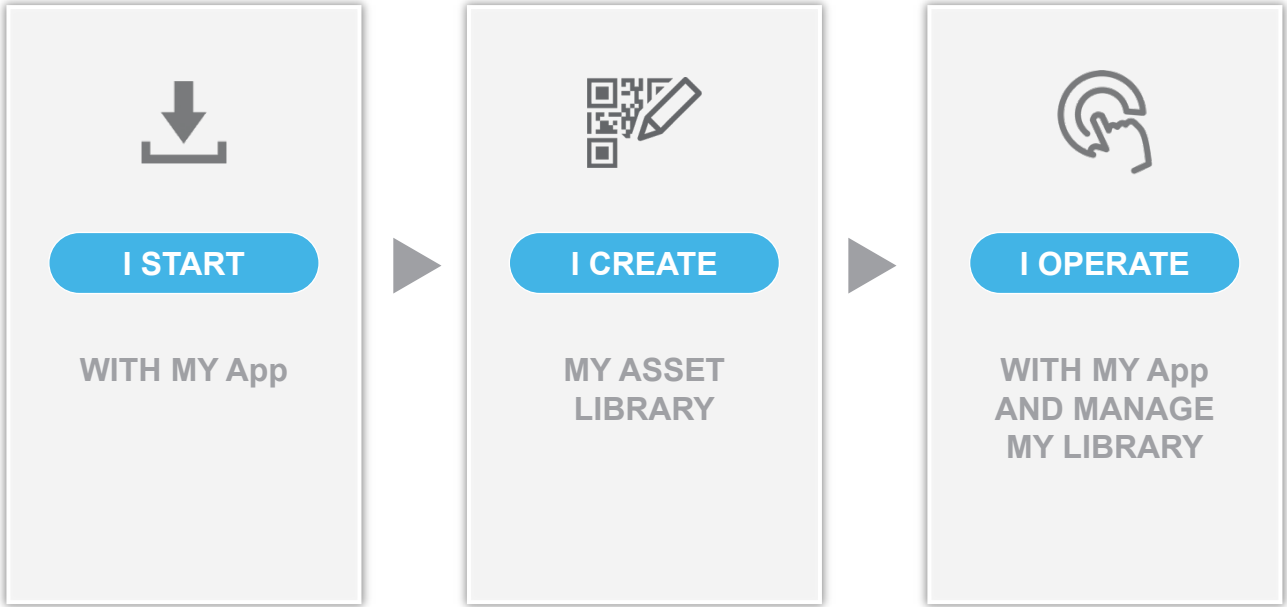 I START
WITH MY App
I CREATE
MY ASSET
LIBRARY
I OPERATE
WITH MY App
AND MANAGE
MY LIBRARY